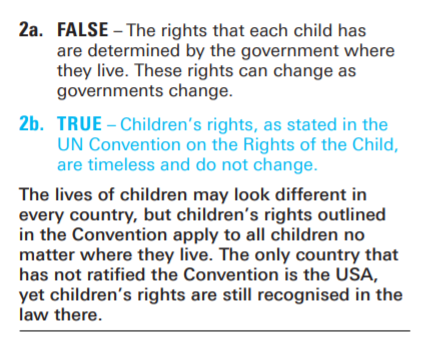 2a. FALSE – The rights that each child has
are determined by the government where
they live. These rights can change as
governments change.
2b. TRUE – Children’s rights, as stated in the
UN Convention on the Rights of the Child,
are timeless and do not change.
The lives of children may look different in
every country, but children’s rights outlined
in the Convention apply to all children no
matter where they live. The only country that
has not ratified the Convention is the USA,
yet children’s rights are still recognised in the
law there.